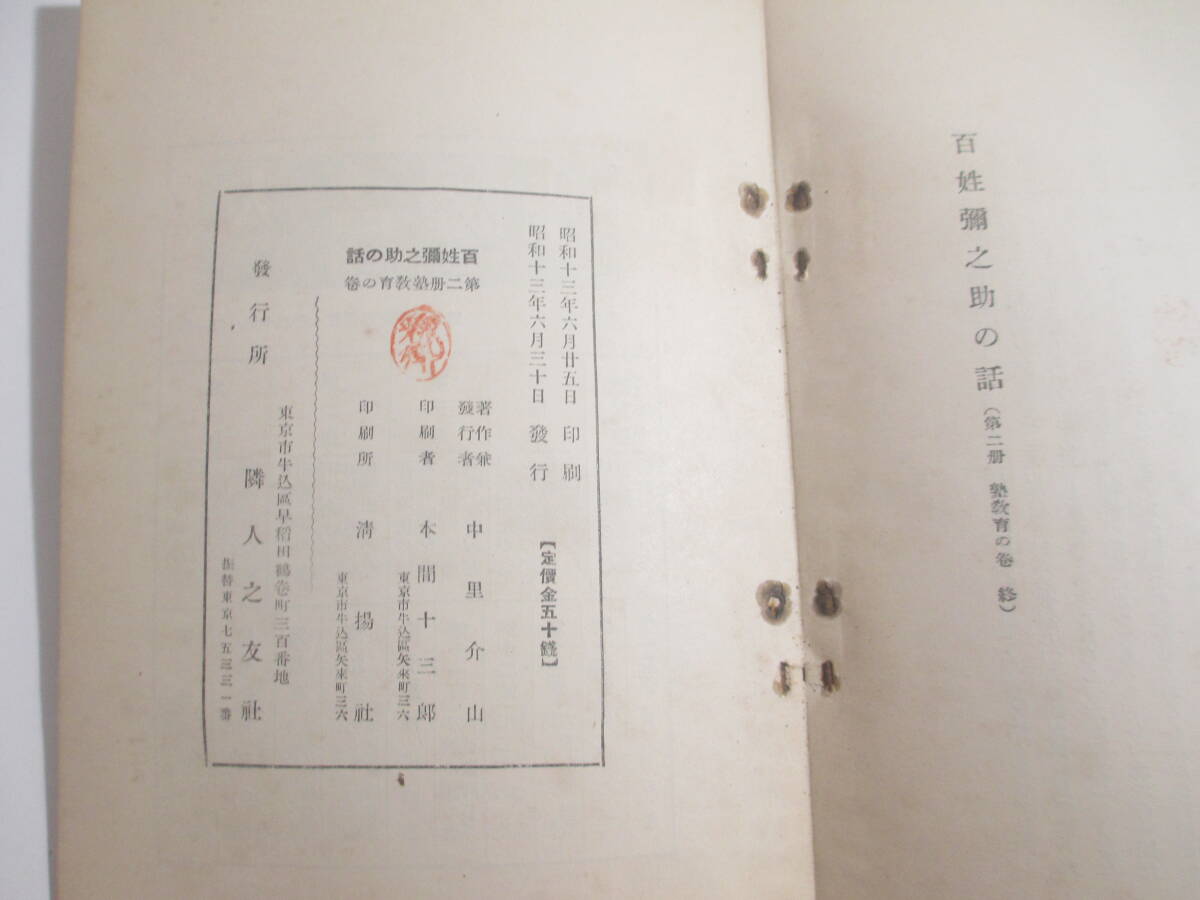 百姓彌之助の話(第二册 塾教育の卷 終)
昭和十三年六月廿五日 印刷
昭和十三年六月三十日 發行
【定價金五十錢】
話の助之彌姓百
卷の育敎塾册二第
著作兼
發行者 中里介山
印刷者 本間十三郎
東京市牛込區矢來町三六
印刷所 淸揚社
東京市牛込區矢來町三六
東京市牛込區早稻田鶴卷町三百番地
發行所 隣人之友社
振替東京七五三三一番